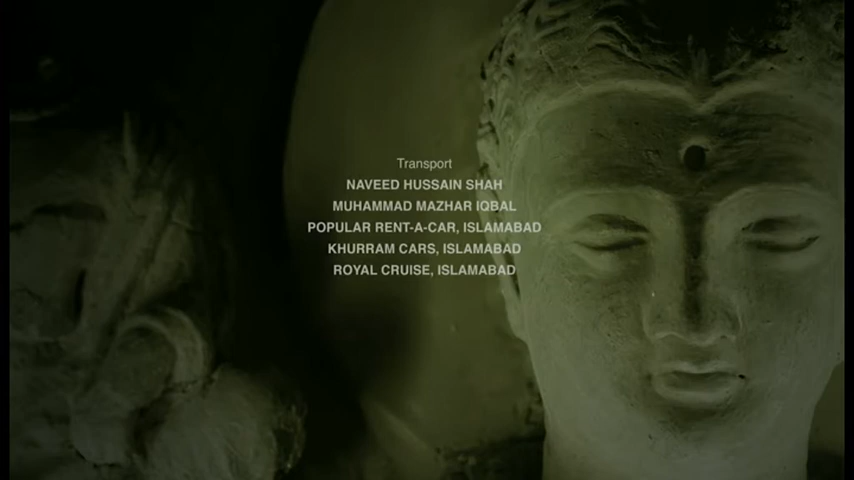 Transport
NAVEED HUSSAIN SHAH
MUHAMMAD MAZHAR IQBAL
POPULAR RENT-A-CAR, ISLAMABAD
KHURRAM CARS, ISLAMABAD
ROYAL CRUISE, ISLAMABAD